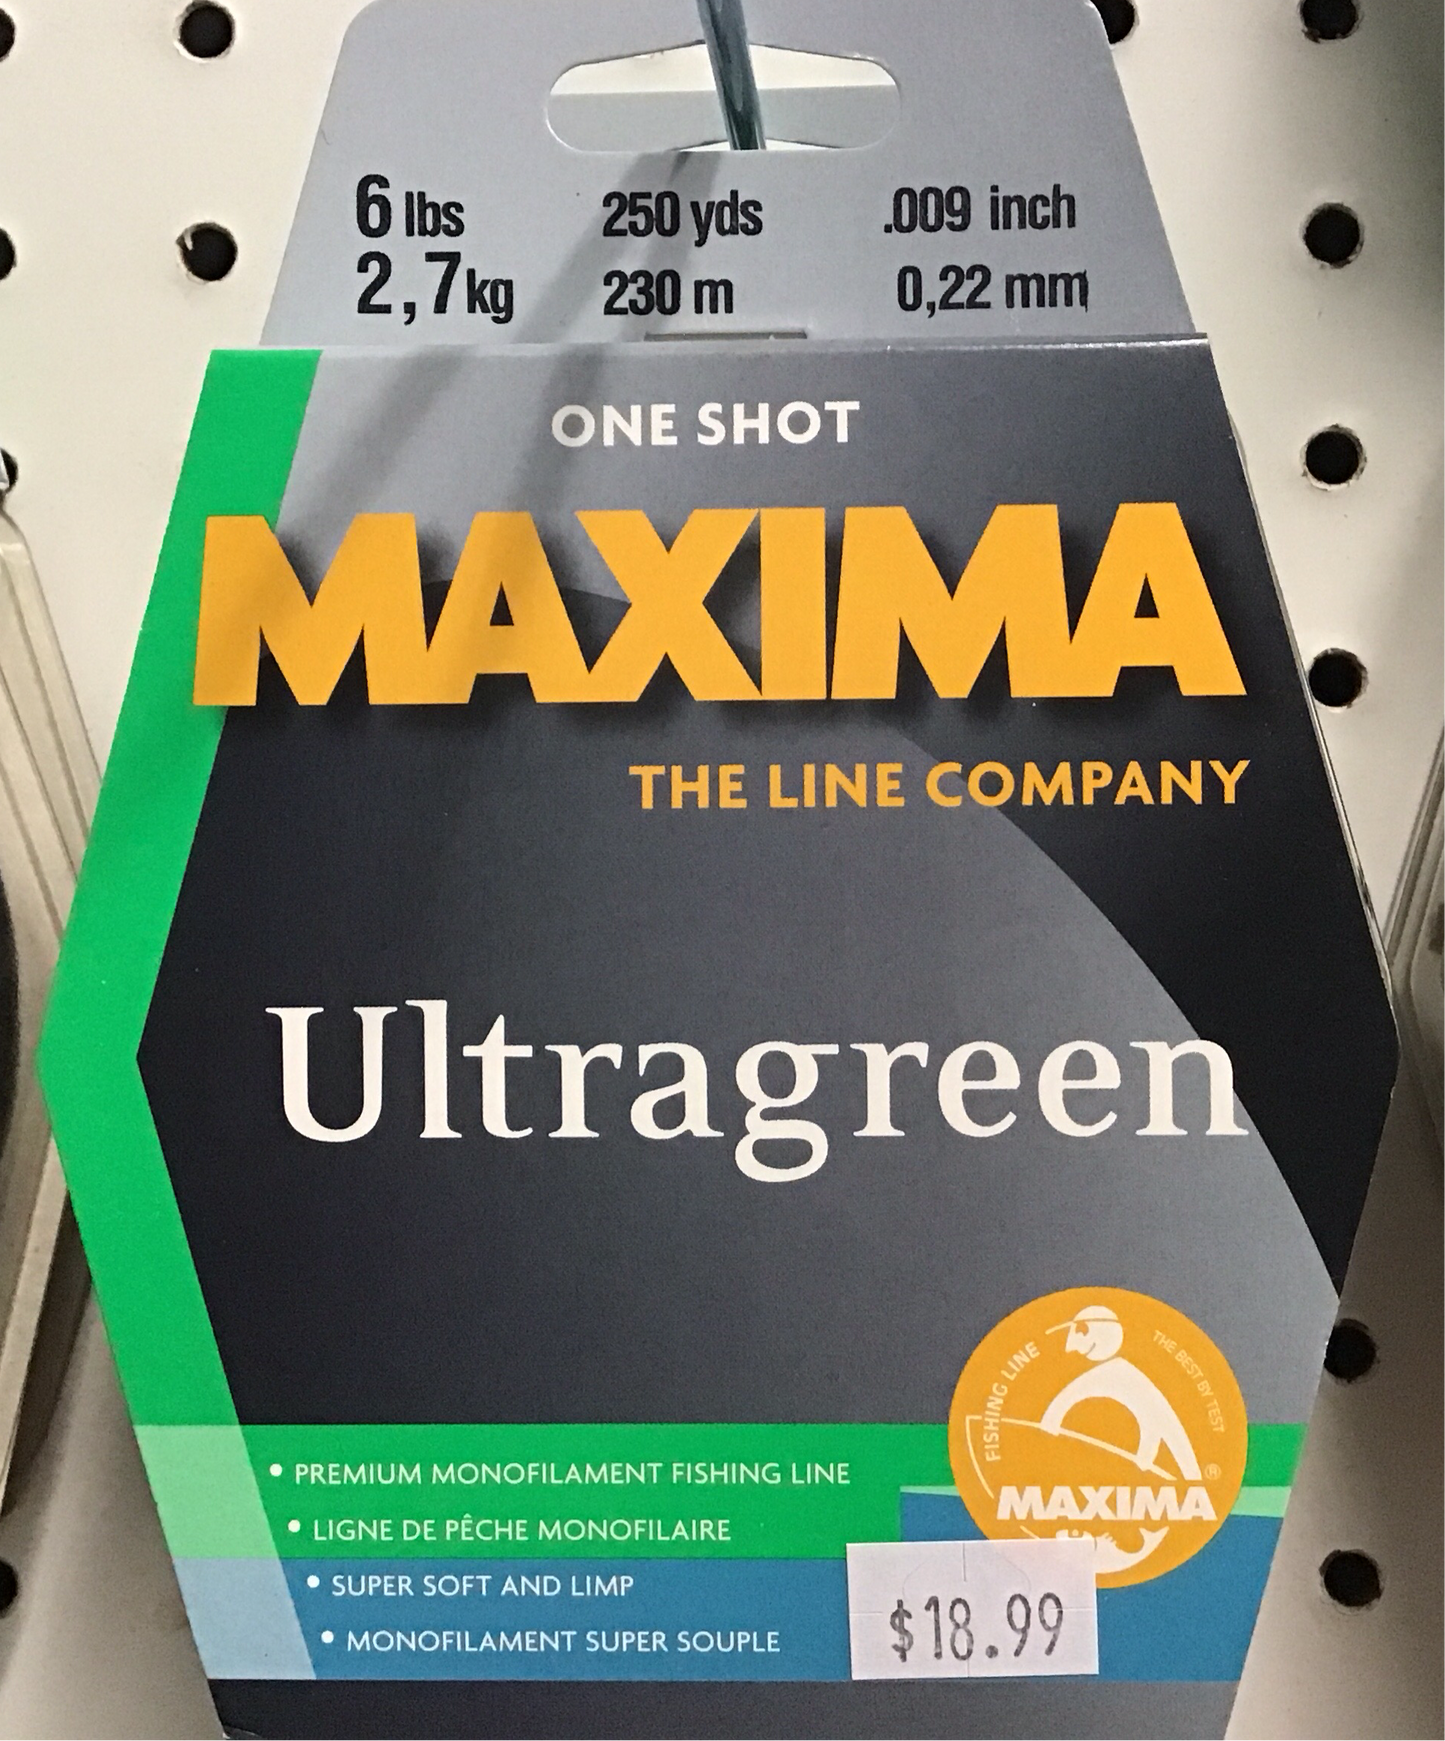 6 lbs 250 yds .009 inch
2,7 kg 230 m 0,22 mm
ONE SHOT
MAXIMA
THE LINE COMPANY
Ultragreen
• PREMIUM MONOFILAMENT FISHING LINE
• LIGNE DE PÊCHE MONOFILAIRE
• SUPER SOFT AND LIMP
• MONOFILAMENT SUPER SOUPLE
FISHING LINE
THE BEST BY TEST
MAXIMA ®
$18.99